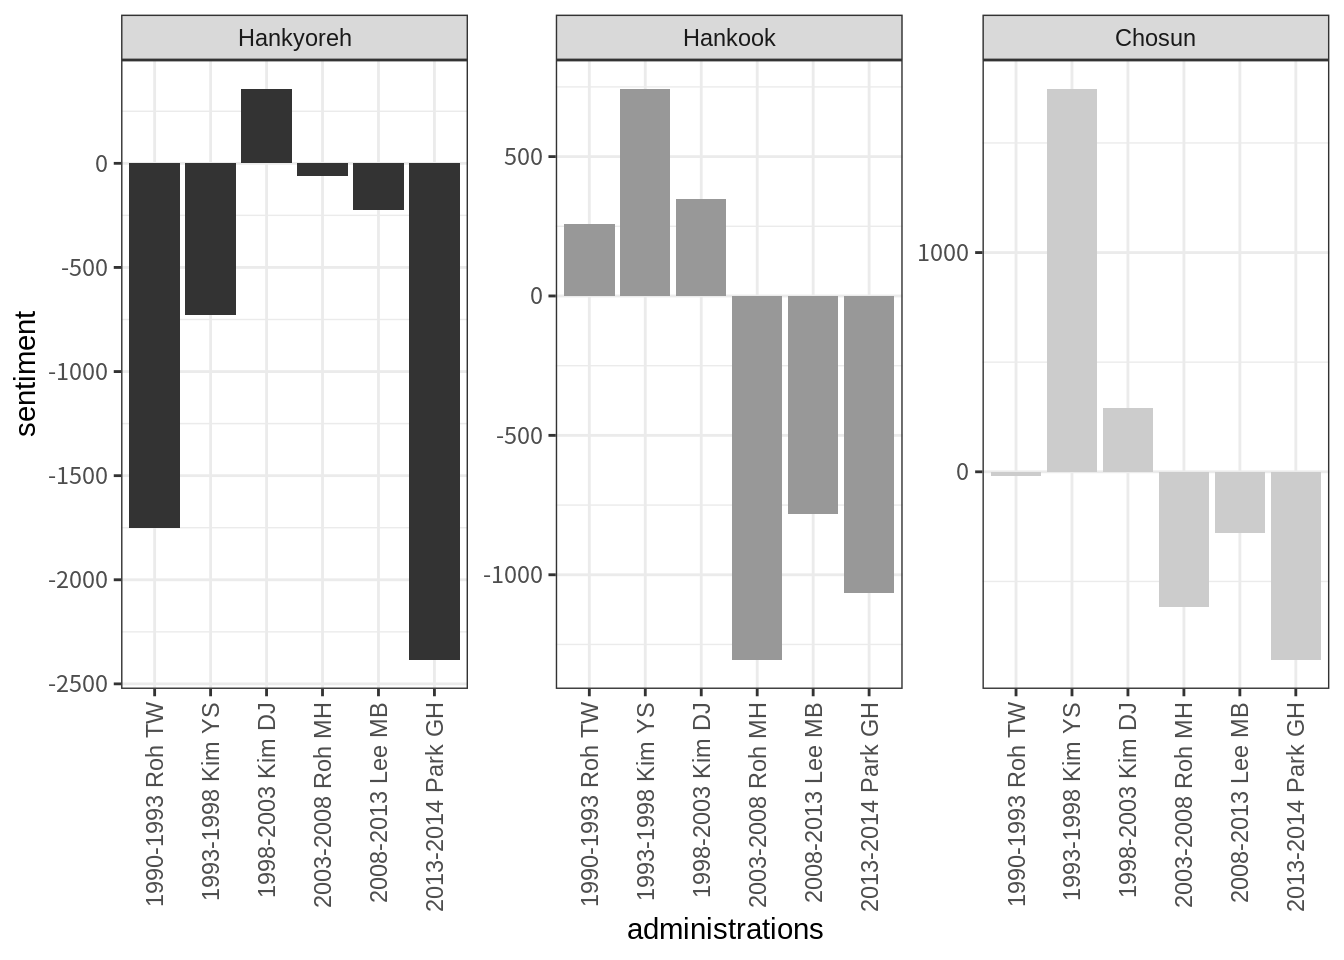 Hankyoreh
Hankook
Chosun
sentiment
0
-500
-1000
-1500
-2000
-2500
500
0
-500
-1000
1000
0
1990-1993 Roh TW
1993-1998 Kim YS
1998-2003 Kim DJ
2003-2008 Roh MH
2008-2013 Lee MB
2013-2014 Park GH
1990-1993 Roh TW
1993-1998 Kim YS
1998-2003 Kim DJ
2003-2008 Roh MH
2008-2013 Lee MB
2013-2014 Park GH
1990-1993 Roh TW
1993-1998 Kim YS
1998-2003 Kim DJ
2003-2008 Roh MH
2008-2013 Lee MB
2013-2014 Park GH
administrations